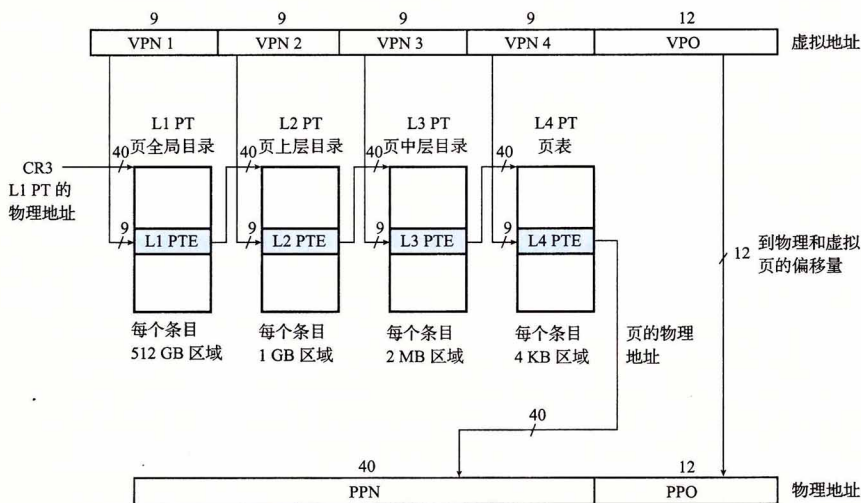 9 9 9 9 12
VPN 1 VPN 2 VPN 3 VPN 4 VPO 虚拟地址
L1 PT L2 PT L3 PT L4 PT
页全局目录 页上层目录 页中层目录 页表
40 40 40 40
CR3
L1 PT 的
物理地址
9 9 9 9
L1 PTE L2 PTE L3 PTE L4 PTE
12 到物理和虚拟
页的偏移量
每个条目 每个条目 每个条目 每个条目
512 GB 区域 1 GB 区域 2 MB 区域 4 KB 区域
页的物理
地址
40
40 12
PPN PPO 物理地址